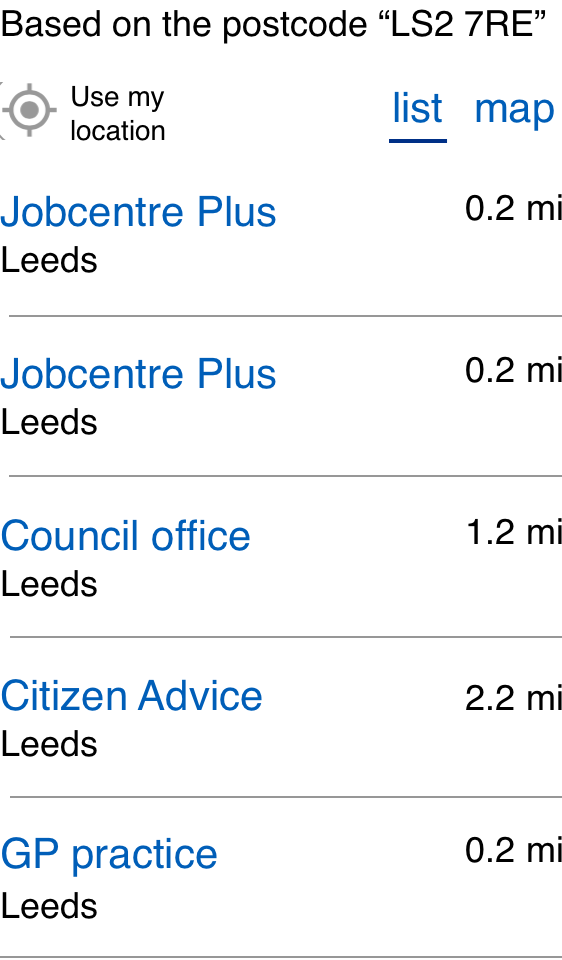 Based on the postcode “LS2 7RE”
Use my
location
list map
Jobcentre Plus 0.2 mi
Leeds
Jobcentre Plus 0.2 mi
Leeds
Council office 1.2 mi
Leeds
Citizen Advice 2.2 mi
Leeds
GP practice 0.2 mi
Leeds